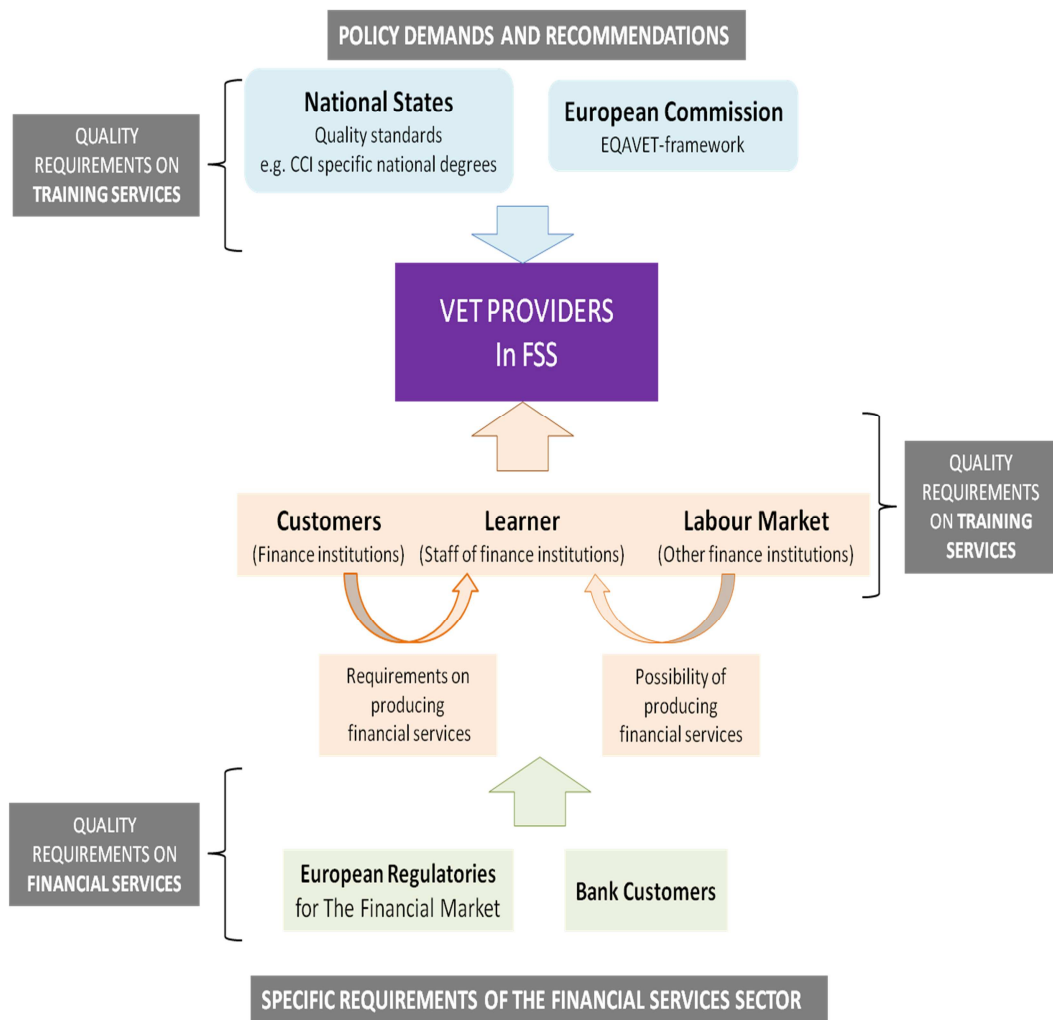 POLICY DEMANDS AND RECOMMENDATIONS
National States
Quality standards
e.g. CCI specific national degrees
European Commission
EQAVET-framework
QUALITY
REQUIREMENTS ON
TRAINING SERVICES
VET PROVIDERS
In FSS
Customers
(Finance institutions)
Learner
(Staff of finance institutions)
Labour Market
(Other finance institutions)
QUALITY
REQUIREMENTS
ON TRAINING
SERVICES
Requirements on
producing
financial services
Possibility of
producing
financial services
QUALITY
REQUIREMENTS ON
FINANCIAL SERVICES
European Regulatories
for The Financial Market
Bank Customers
SPECIFIC REQUIREMENTS OF THE FINANCIAL SERVICES SECTOR